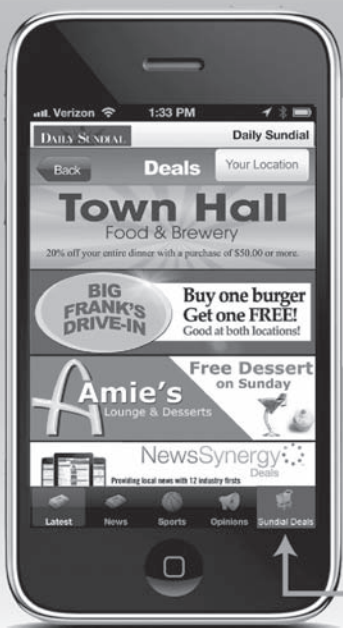 Verizon 1:33 PM
DAILY SUNDIAL Daily Sundial
Back Deals Your Location
Town Hall
Food & Brewery
20% off your entire dinner with a purchase of $50.00 or more.
BIG
FRANK'S
DRIVE-IN
Buy one burger
Get one FREE!
Good at both locations!
Amie's
Lounge & Desserts
Free Dessert
on Sunday
NewsSynergy
Deals
Providing local news with 12 industry firsts
Latest News Sports Opinions Sundial Deals